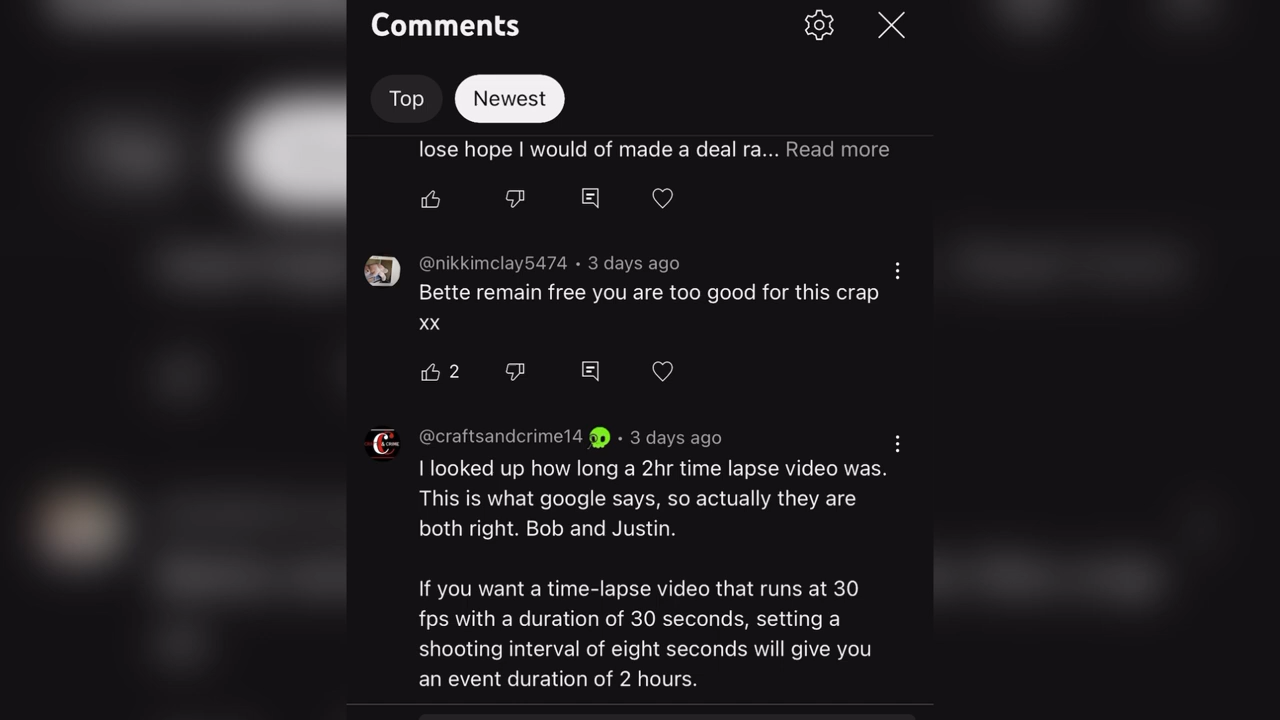 Comments
Top
Newest
lose hope I would of made a deal ra... Read more
@nikkimclay5474 • 3 days ago
Bette remain free you are too good for this crap
xx
2
@craftsandcrime14 • 3 days ago
I looked up how long a 2hr time lapse video was.
This is what google says, so actually they are
both right. Bob and Justin.
If you want a time-lapse video that runs at 30
fps with a duration of 30 seconds, setting a
shooting interval of eight seconds will give you
an event duration of 2 hours.